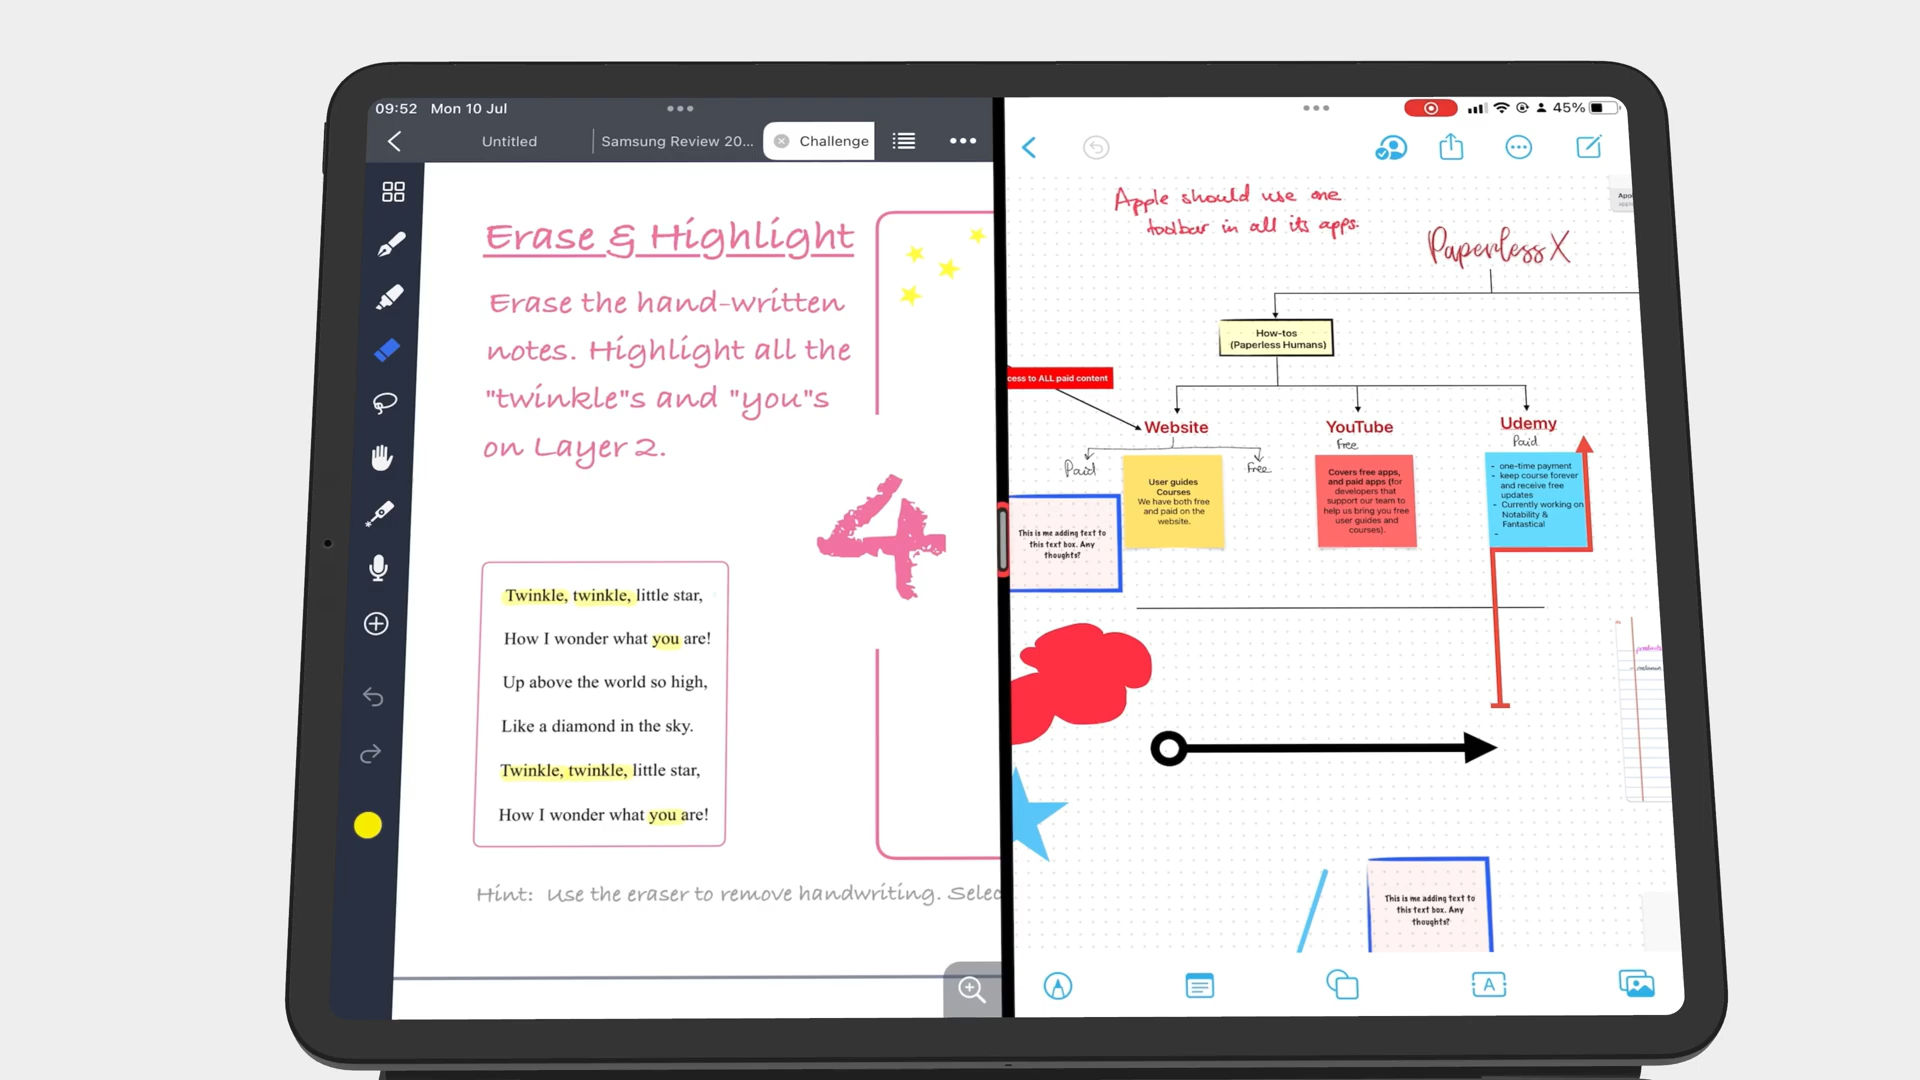 09:52 Mon 10 Jul
Untitled
Samsung Review 20...
Challenge
Erase & Highlight
Erase the hand-written
notes. Highlight all the
"twinkle"s and "you"s
on Layer 2.
4
Twinkle, twinkle, little star,
How I wonder what you are!
Up above the world so high,
Like a diamond in the sky.
Twinkle, twinkle, little star,
How I wonder what you are!
Hint: Use the eraser to remove handwriting. Selec
45%
Apple should use one
toolbar in all its apps.
Paperless X
How-tos
(Paperless Humans)
cess to ALL paid content
Website
Paid
Free
User guides
Courses
We have both free
and paid on the
website.
YouTube
Free
Covers free apps,
and paid apps (for
developers that
support our team to
help us bring you free
user guides and
courses).
Udemy
Paid
- one-time payment
- keep course forever
and receive free
updates
- Currently working on
Notability &
Fantastical
-
This is me adding text to
this text box. Any
thoughts?
products
This is me adding text to
this text box. Any
thoughts?
A